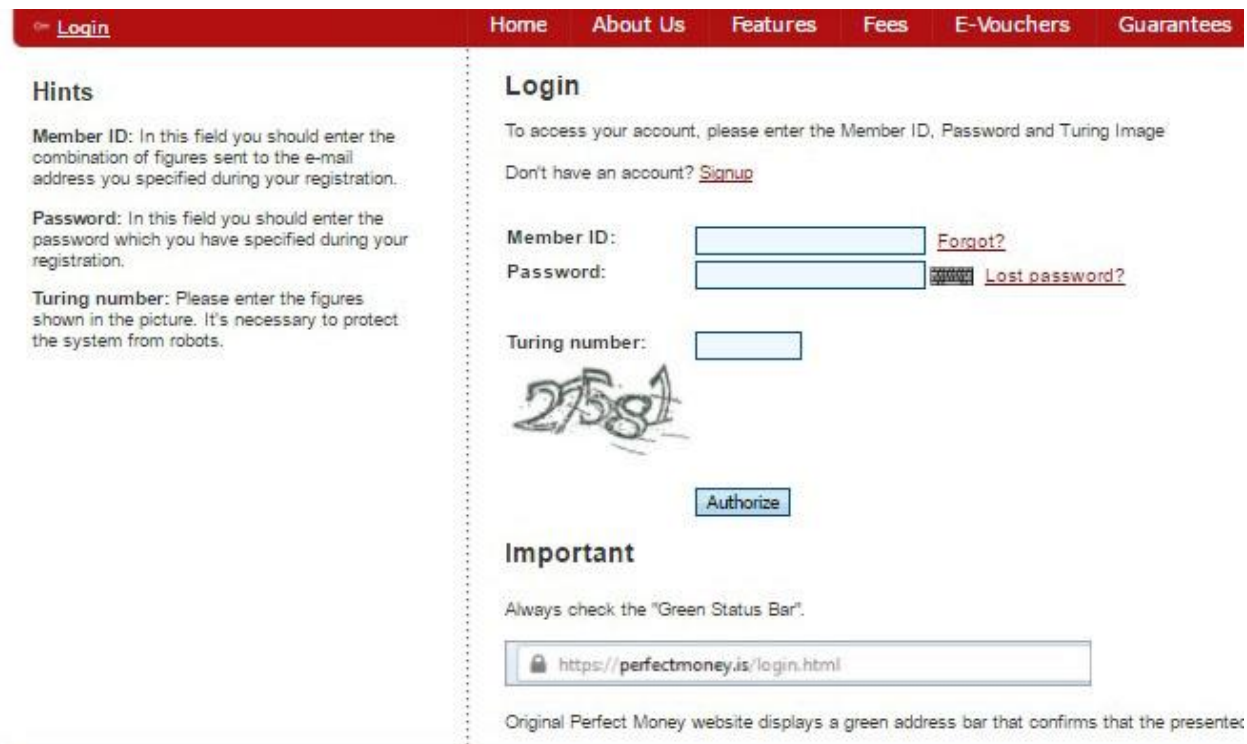 Login
Home About Us Features Fees E-Vouchers Guarantees
Hints
Member ID: In this field you should enter the
combination of figures sent to the e-mail
address you specified during your registration.
Password: In this field you should enter the
password which you have specified during your
registration.
Turing number: Please enter the figures
shown in the picture. It's necessary to protect
the system from robots.
Login
To access your account, please enter the Member ID, Password and Turing Image
Don't have an account? Signup
Member ID: Forgot?
Password: Lost password?
Turing number:
Authorize
Important
Always check the "Green Status Bar".
https://perfectmoney.is/login.html
Original Perfect Money website displays a green address bar that confirms that the presented